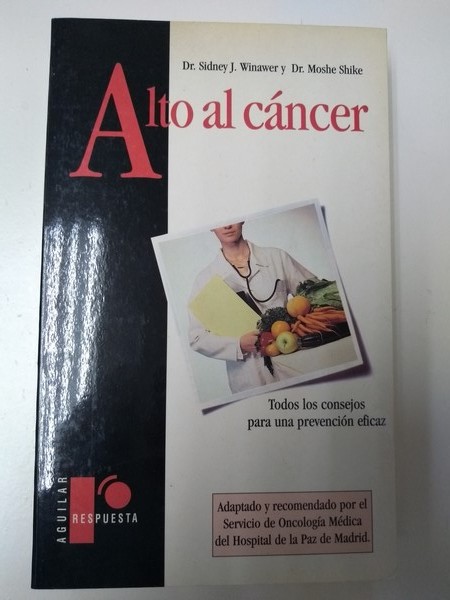 Dr. Sidney J. Winawer y Dr. Moshe Shike
Alto al cáncer
Todos los consejos
para una prevención eficaz
AGUILAR
RESPUESTA
Adaptado y recomendado por el
Servicio de Oncología Médica
del Hospital de la Paz de Madrid.